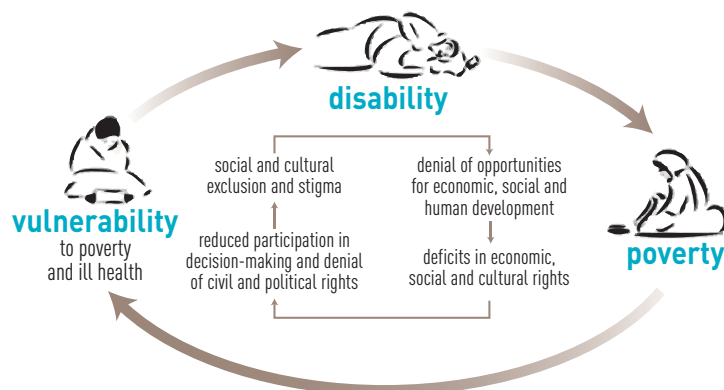 disability
social and cultural
exclusion and stigma
denial of opportunities
for economic, social and
human development
vulnerability
to poverty
and ill health
reduced participation in
decision-making and denial
of civil and political rights
deficits in economic,
social and cultural rights
poverty